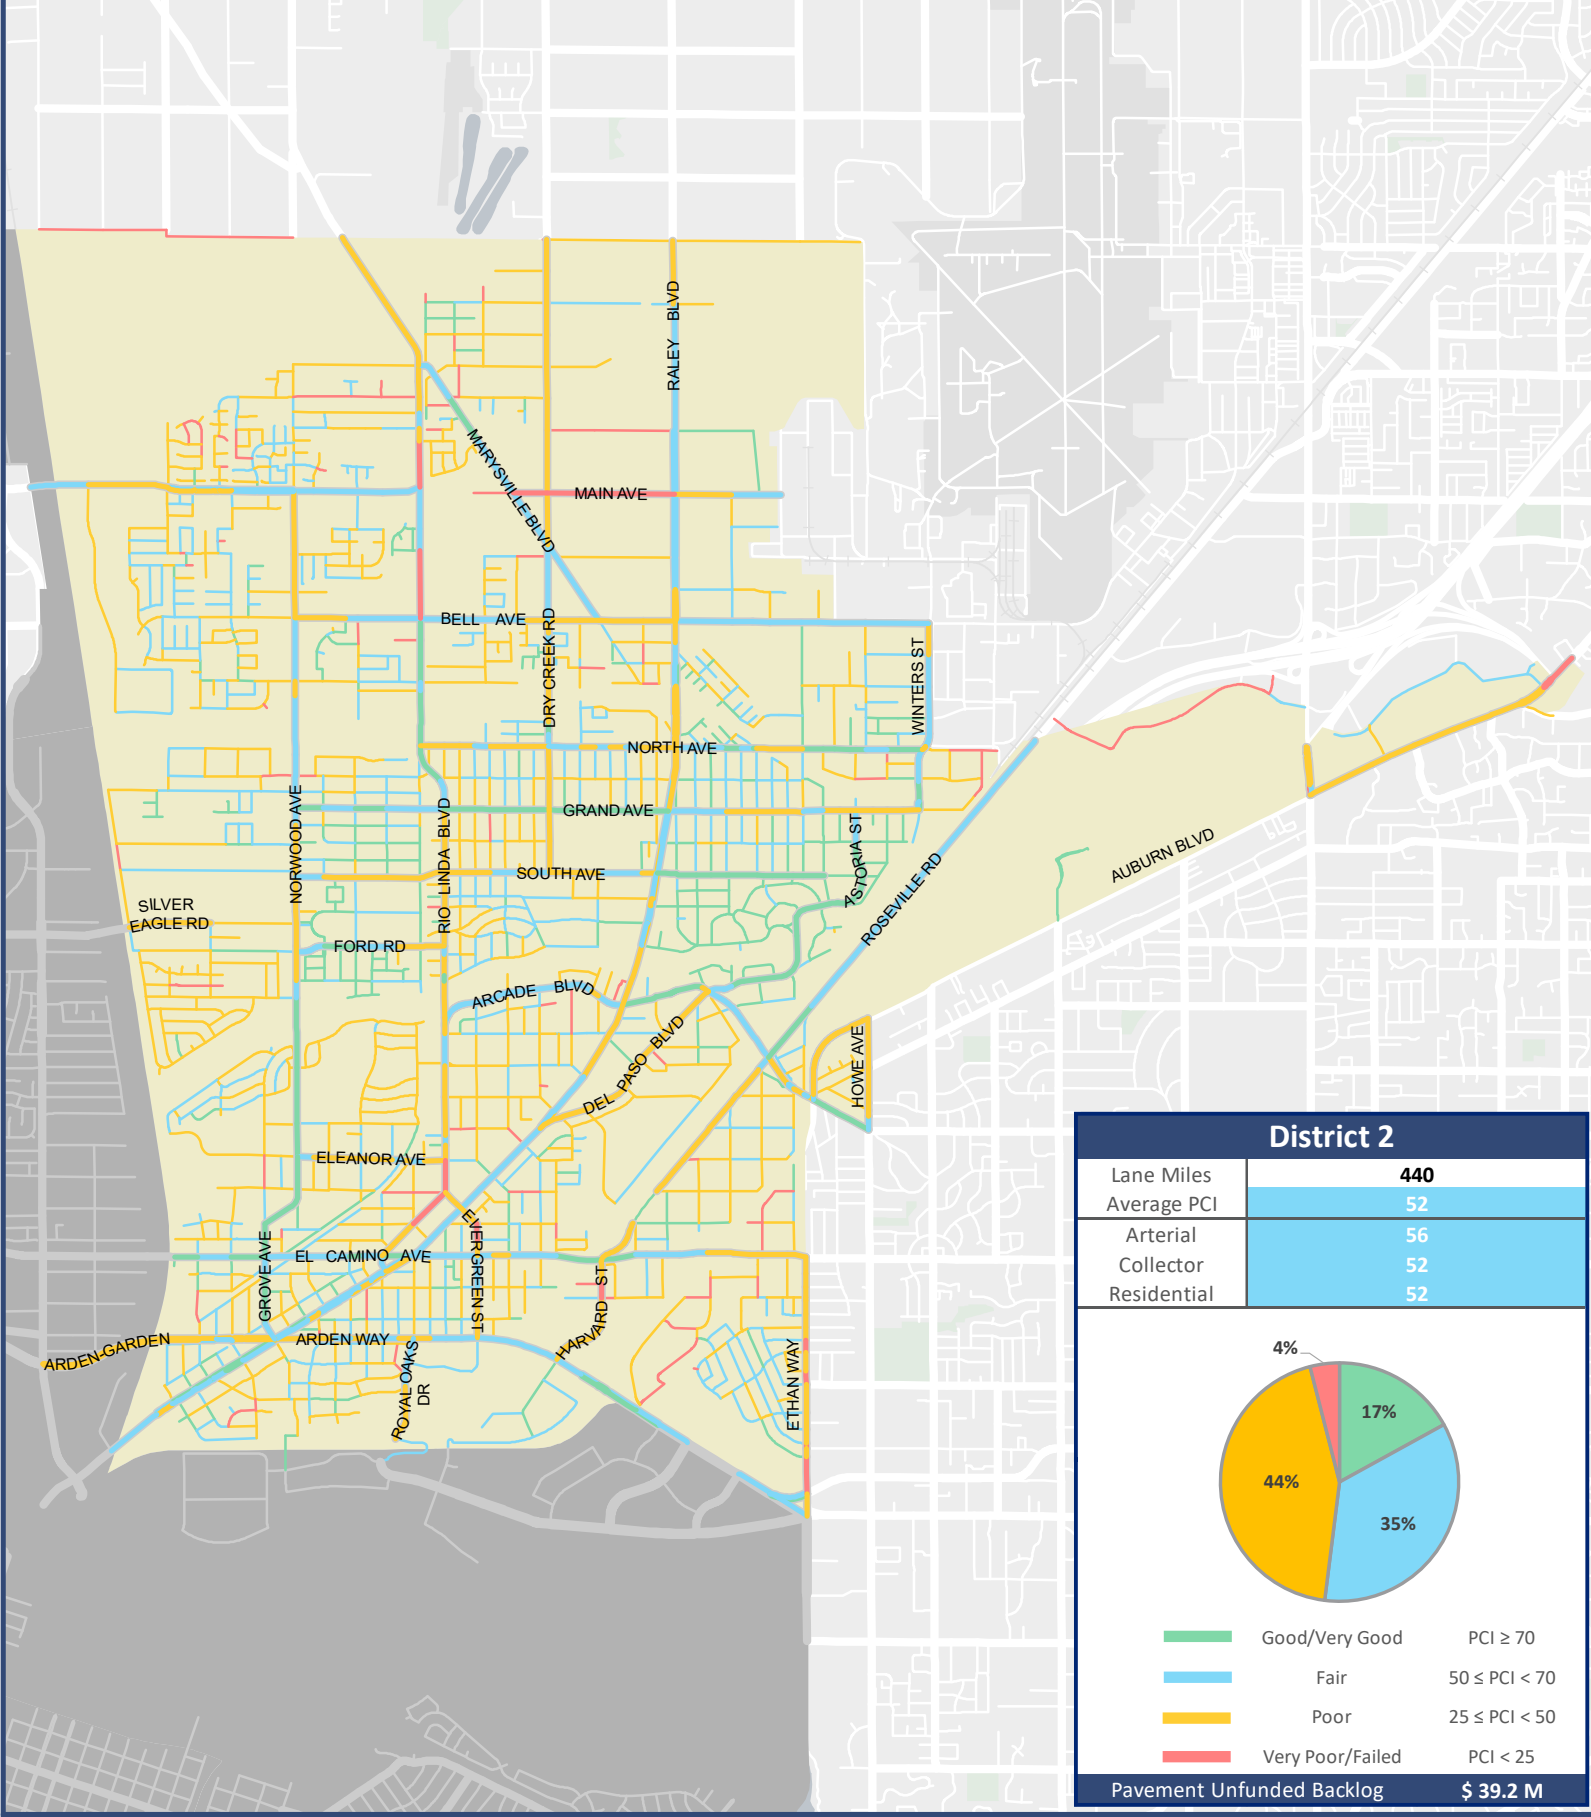 RALEY BLVD
MARYSVILLE BLVD
MAIN AVE
BELL AVE
DRY CREEK RD
WINTERS ST
NORTH AVE
NORWOOD AVE
RIO LINDA BLVD
GRAND AVE
ASTORIA ST
AUBURN BLVD
SOUTH AVE
ROSEVILLE RD
SILVER
EAGLE RD
FORD RD
ARCADE BLVD
DEL PASO BLVD
HOWE AVE
ELEANOR AVE
EVERGREEN ST
GROVE AVE
EL CAMINO AVE
HARVARD ST
ARDEN-GARDEN
ARDEN WAY
ROYAL OAKS
DR
ETHAN WAY
District 2
Lane Miles 440
Average PCI 52
Arterial 56
Collector 52
Residential 52
4%
17%
44%
35%
Good/Very Good PCI ≥ 70
Fair 50 ≤ PCI < 70
Poor 25 ≤ PCI < 50
Very Poor/Failed PCI < 25
Pavement Unfunded Backlog $ 39.2 M